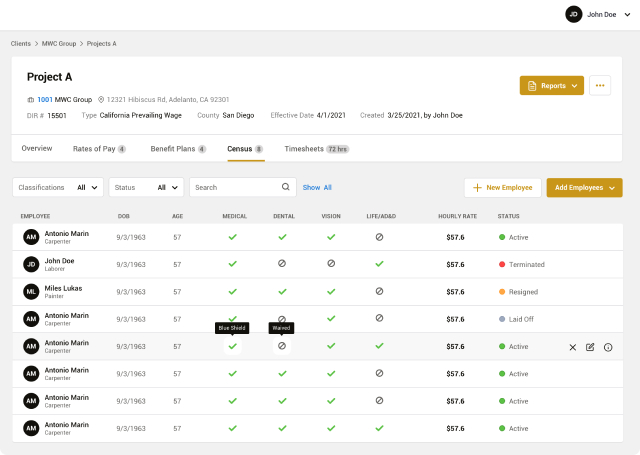 JD John Doe
Clients > MWC Group > Projects A
Project A
Reports
1001 MWC Group 12321 Hibiscus Rd, Adelanto, CA 92301
DIR # 15501 Type California Prevailing Wage County San Diego Effective Date 4/1/2021 Created 3/25/2021, by John Doe
Overview Rates of Pay 4 Benefit Plans 4 Census 8 Timesheets 72 hrs
Classifications All Status All Search Show All New Employee Add Employees
EMPLOYEE DOB AGE MEDICAL DENTAL VISION LIFE/AD&D HOURLY RATE STATUS
AM Antonio Marin 9/3/1963 57 $57.6 Active
Carpenter
JD John Doe 9/3/1963 57 $57.6 Terminated
Laborer
ML Miles Lukas 9/3/1963 57 $57.6 Resigned
Painter
AM Antonio Marin 9/3/1963 57 $57.6 Laid Off
Carpenter
Blue Shield Waived
AM Antonio Marin 9/3/1963 57 $57.6 Active
Carpenter
AM Antonio Marin 9/3/1963 57 $57.6 Active
Carpenter
AM Antonio Marin 9/3/1963 57 $57.6 Active
Carpenter
AM Antonio Marin 9/3/1963 57 $57.6 Active
Carpenter